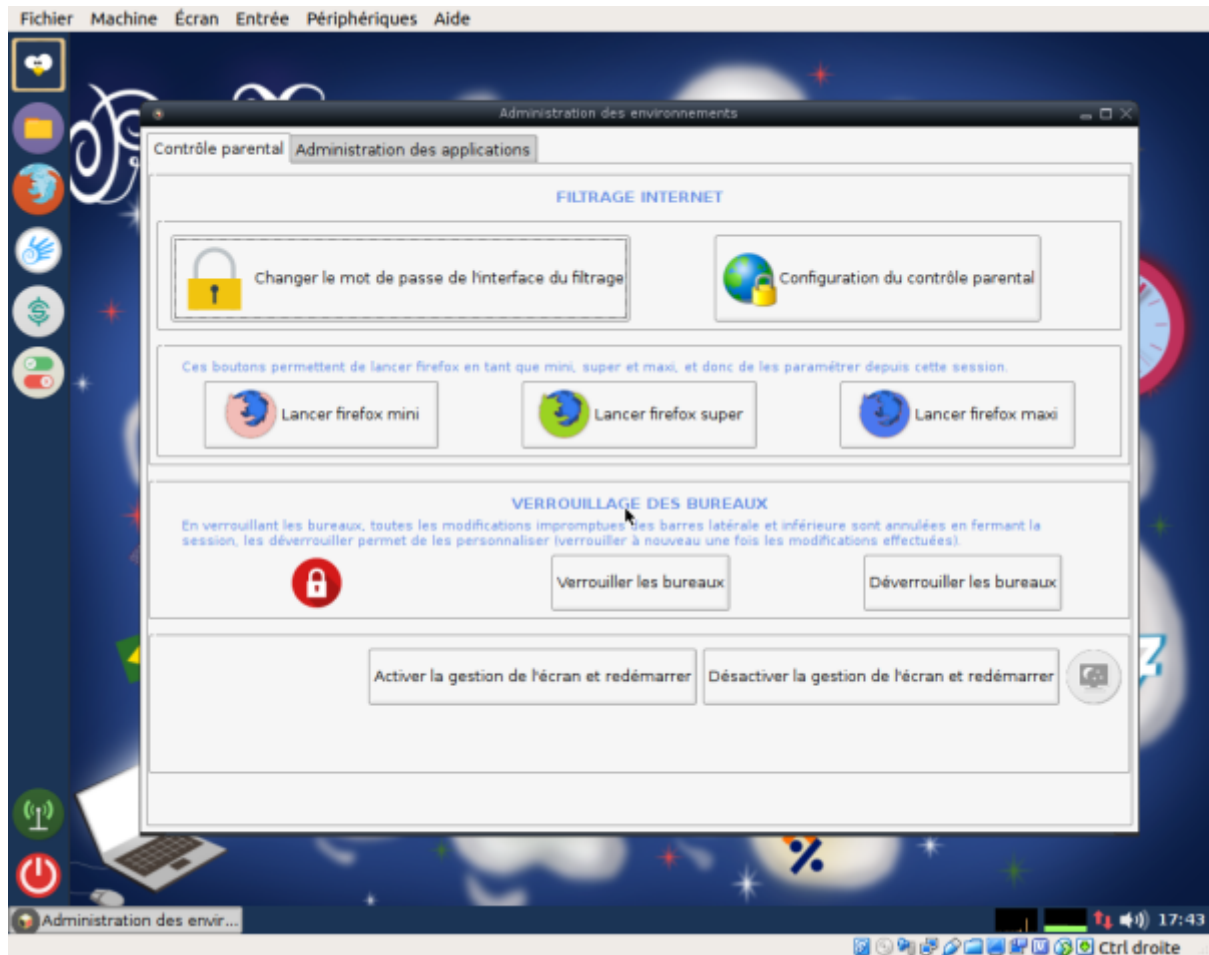 Fichier Machine Écran Entrée Périphériques Aide
Administration des environnements
Contrôle parental Administration des applications
FILTRAGE INTERNET
Changer le mot de passe de l'interface du filtrage
Configuration du contrôle parental
Ces boutons permettent de lancer firefox en tant que mini, super et maxi, et donc de les paramétrer depuis cette session.
Lancer firefox mini
Lancer firefox super
Lancer firefox maxi
VERROUILLAGE DES BUREAUX
En verrouillant les bureaux, toutes les modifications impromptues des barres latérale et inférieure sont annulées en fermant la
session, les déverrouiller permet de les personnaliser (verrouiller à nouveau une fois les modifications effectuées).
Verrouiller les bureaux
Déverrouiller les bureaux
Activer la gestion de l'écran et redémarrer
Désactiver la gestion de l'écran et redémarrer
Administration des envir...
17:43
Ctrl droite